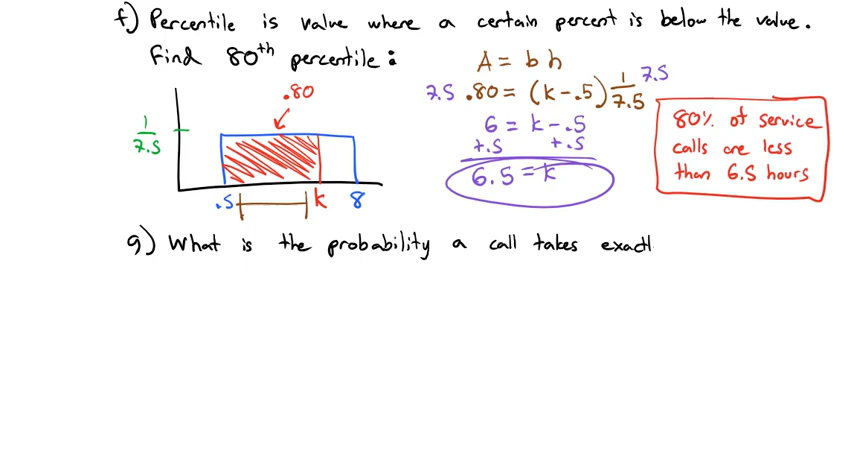 f) Percentile is value where a certain percent is below the value.
Find 80th percentile:
A = bh
7.5 .80 = (k - .5) 1/7.5 7.5
6 = k - .5
+.5 +.5
6.5 = k
.80
1/7.5
.5 k 8
80% of service
calls are less
than 6.5 hours
g) What is the probability a call takes exactl